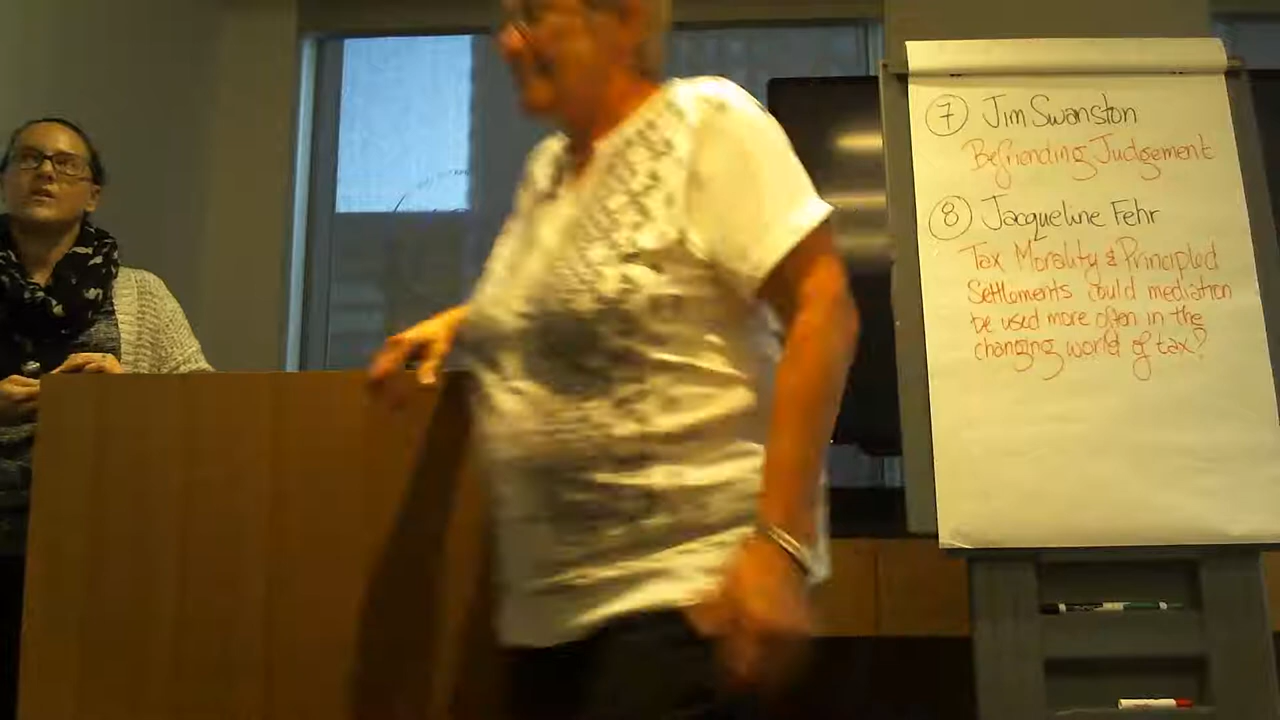 7 Jim Swanston
Befriending Judgement
8 Jacqueline Fehr
Tax Morality & Principled
Settlements could mediation
be used more often in the
changing world of tax?